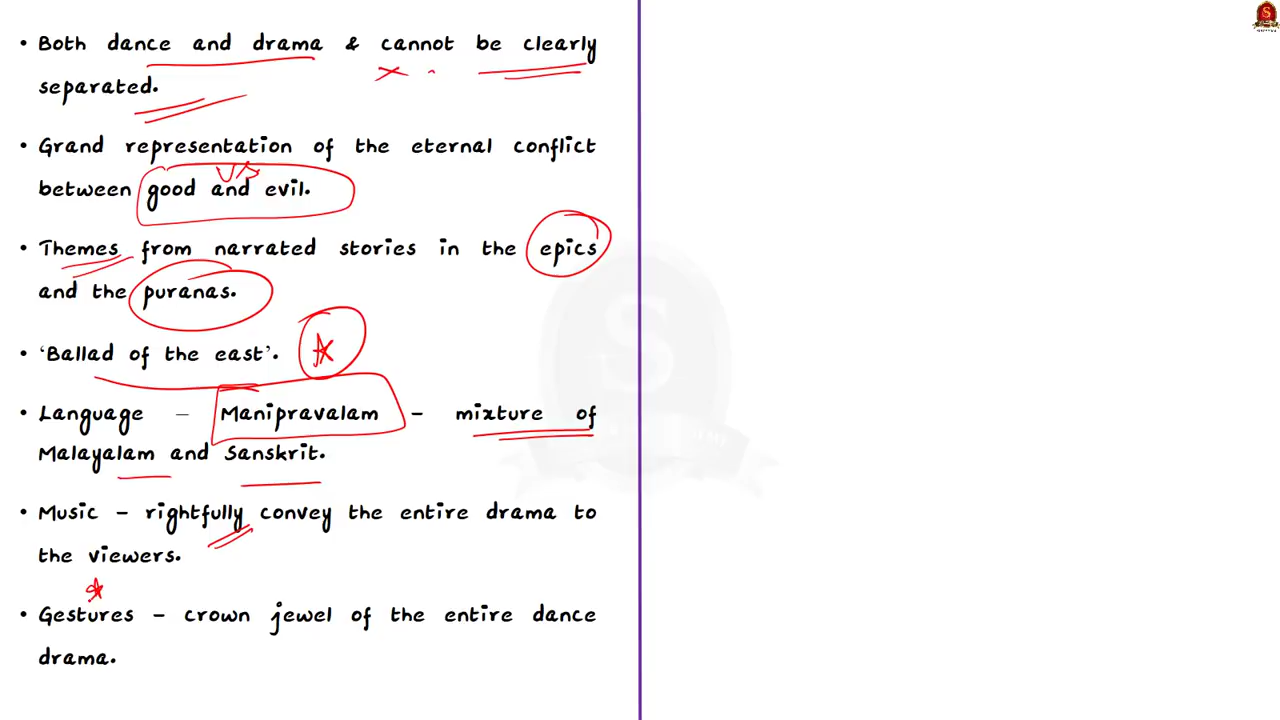 • Both dance and drama & cannot be clearly
separated.
• Grand representation of the eternal conflict
vs
between good and evil.
• Themes from narrated stories in the epics
and the puranas.
• ‘Ballad of the east’.
• Language – Manipravalam - mixture of
Malayalam and Sanskrit.
• Music – rightfully convey the entire drama to
the viewers.
• Gestures – crown jewel of the entire dance
drama.